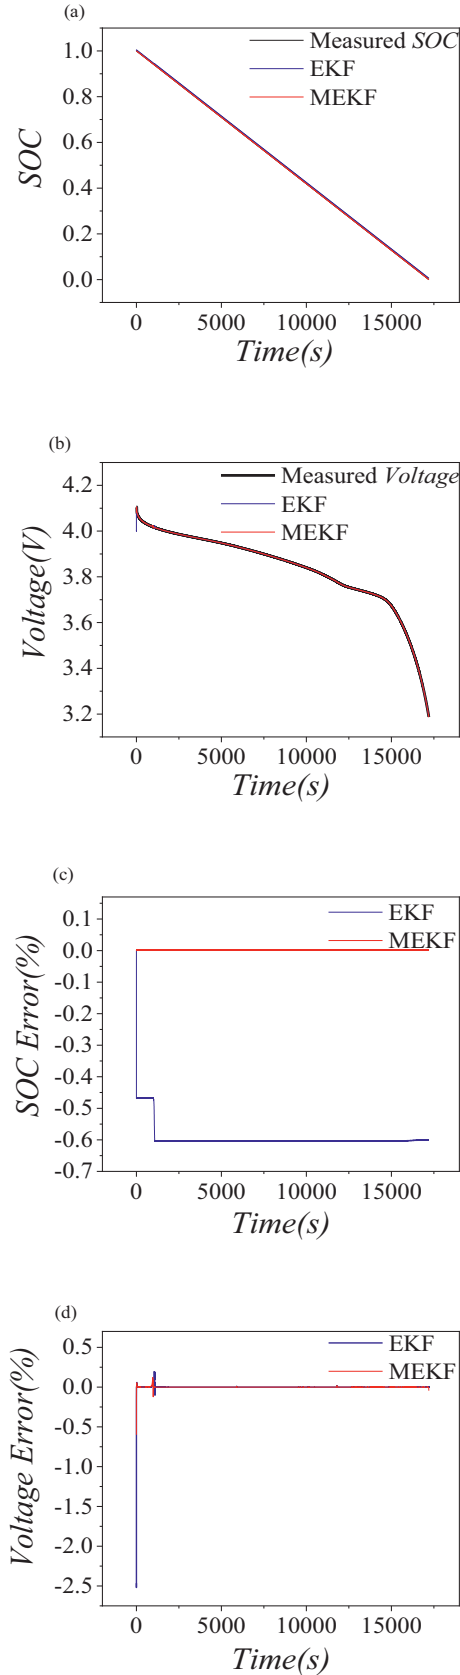 (a)
Measured SOC
EKF
MEKF
1.0
0.8
0.6
0.4
0.2
0.0
SOC
0 5000 10000 15000
Time(s)
(b)
Measured Voltage
EKF
MEKF
4.2
4.0
3.8
3.6
3.4
3.2
Voltage(V)
0 5000 10000 15000
Time(s)
(c)
EKF
MEKF
0.1
0.0
-0.1
-0.2
-0.3
-0.4
-0.5
-0.6
-0.7
SOC Error(%)
0 5000 10000 15000
Time(s)
(d)
EKF
MEKF
0.5
0.0
-0.5
-1.0
-1.5
-2.0
-2.5
Voltage Error(%)
0 5000 10000 15000
Time(s)